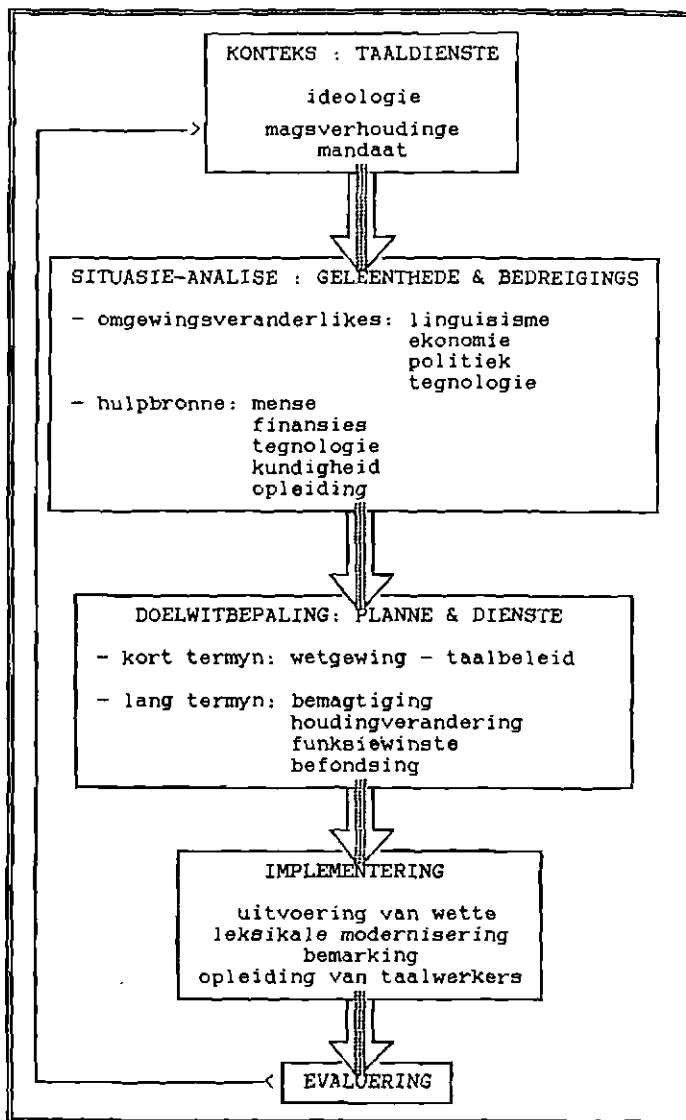 KONTEKS : TAALDIENSTE
ideologie
magsverhoudinge
mandaat
SITUASIE-ANALISE : GELEENTHEDE & BEDREIGINGS
- omgewingsveranderlikes: linguisisme
ekonomie
politiek
tegnologie
- hulpbronne: mense
finansies
tegnologie
kundigheid
opleiding
DOELWITBEPALING: PLANNE & DIENSTE
- kort termyn: wetgewing - taalbeleid
- lang termyn: bemagtiging
houdingverandering
funksiewinste
befondsing
IMPLEMENTERING
uitvoering van wette
leksikale modernisering
bemarking
opleiding van taalwerkers
EVALUERING